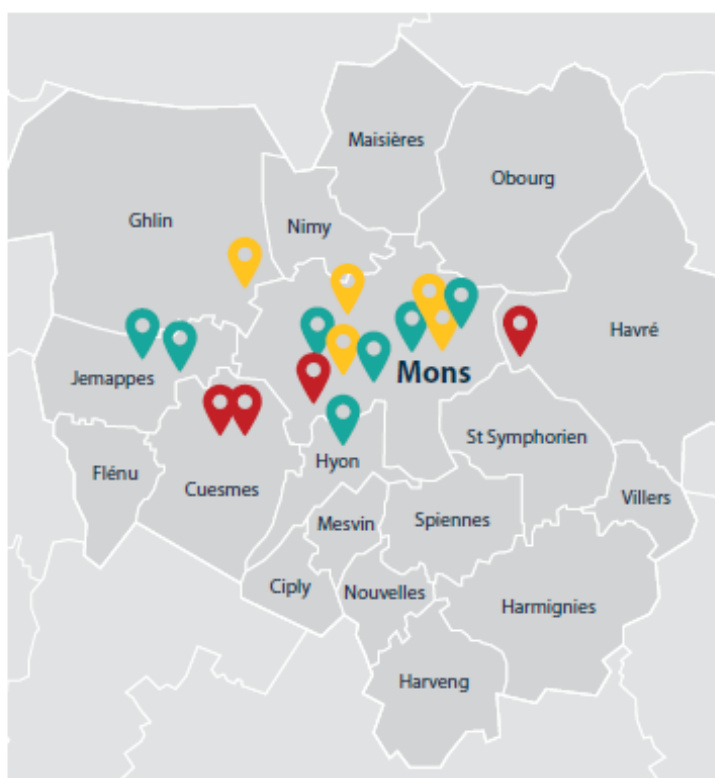 Maisières
Obourg
Ghlin
Nimy
Havré
Jemappes
Mons
St Symphorien
Hyon
Flénu
Cuesmes
Villers
Mesvin
Spiennes
Ciply
Nouvelles
Harmignies
Harveng